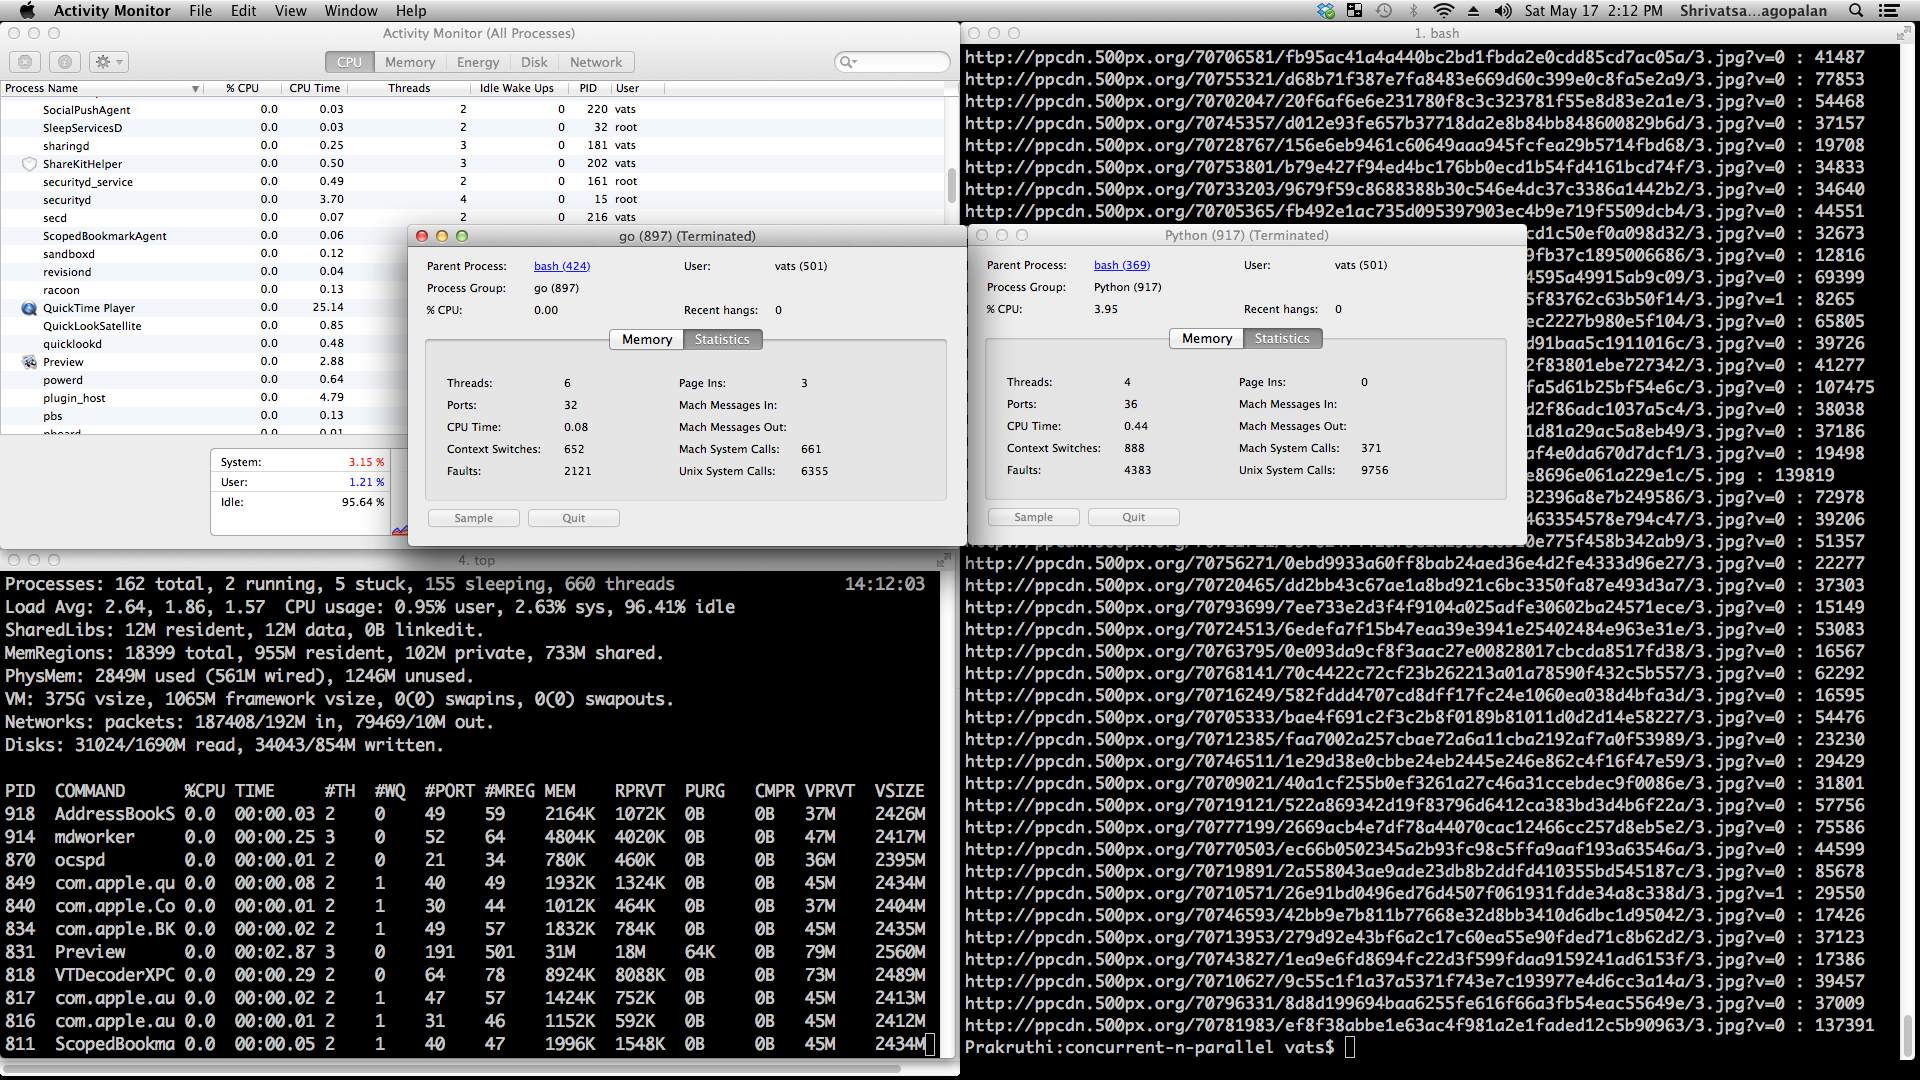 Activity Monitor File Edit View Window Help
Sat May 17 2:12 PM Shrivatsa...agopalan
Activity Monitor (All Processes)
CPU Memory Energy Disk Network
Process Name % CPU CPU Time Threads Idle Wake Ups PID User
SocialPushAgent 0.0 0.03 2 0 220 vats
SleepServicesD 0.0 0.03 2 0 32 root
sharingd 0.0 0.25 3 0 181 vats
ShareKitHelper 0.0 0.50 3 0 202 vats
securityd_service 0.0 0.49 2 0 161 root
securityd 0.0 3.70 4 0 15 root
secd 0.0 0.07 2 0 216 vats
ScopedBookmarkAgent 0.0 0.06
sandboxd 0.0 0.12
revisiond 0.0 0.04
racoon 0.0 0.13
QuickTime Player 0.0 25.14
QuickLookSatellite 0.0 0.85
quicklookd 0.0 0.48
Preview 0.0 2.88
powerd 0.0 0.64
plugin_host 0.0 4.79
pbs 0.0 0.13
pboard 0.0 0.01
System: 3.15 %
User: 1.21 %
Idle: 95.64 %
go (897) (Terminated)
Parent Process: bash (424) User: vats (501)
Process Group: go (897)
% CPU: 0.00 Recent hangs: 0
Memory Statistics
Threads: 6 Page Ins: 3
Ports: 32 Mach Messages In:
CPU Time: 0.08 Mach Messages Out:
Context Switches: 652 Mach System Calls: 661
Faults: 2121 Unix System Calls: 6355
Sample Quit
Python (917) (Terminated)
Parent Process: bash (369) User: vats (501)
Process Group: Python (917)
% CPU: 3.95 Recent hangs: 0
Memory Statistics
Threads: 4 Page Ins: 0
Ports: 36 Mach Messages In:
CPU Time: 0.44 Mach Messages Out:
Context Switches: 888 Mach System Calls: 371
Faults: 4383 Unix System Calls: 9756
Sample Quit
4. top
Processes: 162 total, 2 running, 5 stuck, 155 sleeping, 660 threads 14:12:03
Load Avg: 2.64, 1.86, 1.57 CPU usage: 0.95% user, 2.63% sys, 96.41% idle
SharedLibs: 12M resident, 12M data, 0B linkedit.
MemRegions: 18399 total, 955M resident, 102M private, 733M shared.
PhysMem: 2849M used (561M wired), 1246M unused.
VM: 375G vsize, 1065M framework vsize, 0(0) swapins, 0(0) swapouts.
Networks: packets: 187408/192M in, 79469/10M out.
Disks: 31024/1690M read, 34043/854M written.
PID COMMAND %CPU TIME #TH #WQ #PORT #MREG MEM RPRVT PURG CMPR VPRVT VSIZE
918 AddressBookS 0.0 00:00.03 2 0 49 59 2164K 1072K 0B 0B 37M 2426M
914 mdworker 0.0 00:00.25 3 0 52 64 4804K 4020K 0B 0B 47M 2417M
870 ocspd 0.0 00:00.01 2 0 21 34 780K 460K 0B 0B 36M 2395M
849 com.apple.qu 0.0 00:00.08 2 1 40 49 1932K 1324K 0B 0B 45M 2434M
840 com.apple.Co 0.0 00:00.01 2 1 30 44 1012K 464K 0B 0B 37M 2404M
834 com.apple.BK 0.0 00:00.02 2 1 49 57 1832K 784K 0B 0B 45M 2435M
831 Preview 0.0 00:02.87 3 0 191 501 31M 18M 64K 0B 79M 2560M
818 VTDecoderXPC 0.0 00:00.29 2 0 64 78 8924K 8088K 0B 0B 73M 2489M
817 com.apple.au 0.0 00:00.02 2 1 47 57 1424K 752K 0B 0B 45M 2413M
816 com.apple.au 0.0 00:00.01 2 1 31 46 1152K 592K 0B 0B 45M 2412M
811 ScopedBookma 0.0 00:00.05 2 1 40 47 1996K 1548K 0B 0B 45M 2434M
1. bash
http://ppcdn.500px.org/70706581/fb95ac41a4a440bc2bd1fbda2e0cdd85cd7ac05a/3.jpg?v=0 : 41487
http://ppcdn.500px.org/70755321/d68b71f387e7fa8483e669d60c399e0c8fa5e2a9/3.jpg?v=0 : 77853
http://ppcdn.500px.org/70702047/20f6af6e6e231780f8c3c323781f55e8d83e2a1e/3.jpg?v=0 : 54468
http://ppcdn.500px.org/70745357/d012e93fe657b37718da2e8b84bb848600829b6d/3.jpg?v=0 : 37157
http://ppcdn.500px.org/70728767/156e6eb9461c60649aaa945fcfea29b5714fbd68/3.jpg?v=0 : 19708
http://ppcdn.500px.org/70753801/b79e427f94ed4bc176bb0ecd1b54fd4161bcd74f/3.jpg?v=0 : 34833
http://ppcdn.500px.org/70733203/9679f59c8688388b30c546e4dc37c3386a1442b2/3.jpg?v=0 : 34640
http://ppcdn.500px.org/70705365/fb492e1ac735d095397903ec4b9e719f5509dcb4/3.jpg?v=0 : 44551
cd1c50ef0a098d32/3.jpg?v=0 : 32673
9b37c1895006686/3.jpg?v=0 : 12816
4595a49915ab9c09/3.jpg?v=0 : 69399
5f83762c63b50f14/3.jpg?v=1 : 8265
ec2227b980e5f104/3.jpg?v=0 : 65805
d91baa5c1911016c/3.jpg?v=0 : 39726
2f83801ebe727342/3.jpg?v=0 : 41277
fa5d61b25bf54e6c/3.jpg?v=0 : 107475
d2f86adc1037a5c4/3.jpg?v=0 : 38038
1d81a29ac5a8eb49/3.jpg?v=0 : 37186
af4e0da670d7dcf1/3.jpg?v=0 : 19498
e8696e061a229e1c/5.jpg : 139819
32396a8e7b249586/3.jpg?v=0 : 72978
463354578e794c47/3.jpg?v=0 : 39206
0e775f458b342ab9/3.jpg?v=0 : 51357
http://ppcdn.500px.org/70756271/0ebd9933a60ff8bab24aed36e4d2fe4333d96e27/3.jpg?v=0 : 22277
http://ppcdn.500px.org/70720465/dd2bb43c67ae1a8bd921c6bc3350fa87e493d3a7/3.jpg?v=0 : 37303
http://ppcdn.500px.org/70793699/7ee733e2d3f4f9104a025adfe30602ba24571ece/3.jpg?v=0 : 15149
http://ppcdn.500px.org/70724513/6edefa7f15b47eaa39e3941e25402484e963e31e/3.jpg?v=0 : 53083
http://ppcdn.500px.org/70763795/0e093da9cf8f3aac27e00828017cbcda8517fd38/3.jpg?v=0 : 16567
http://ppcdn.500px.org/70768141/70c4422c72cf23b262213a01a78590f432c5b557/3.jpg?v=0 : 62292
http://ppcdn.500px.org/70716249/582fddd4707cd8dff17fc24e1060ea038d4bfa3d/3.jpg?v=0 : 16595
http://ppcdn.500px.org/70705333/bae4f691c2f3c2b8f0189b81011d0d2d14e58227/3.jpg?v=0 : 54476
http://ppcdn.500px.org/70712385/faa7002a257cbae72a6a11cba2192af7a0f53989/3.jpg?v=0 : 23230
http://ppcdn.500px.org/70746511/1e29d38e0cbbe24eb2445e246e862c4f16f47e59/3.jpg?v=0 : 29429
http://ppcdn.500px.org/70709021/40a1cf255b0ef3261a27c46a31ccebdec9f0086e/3.jpg?v=0 : 31801
http://ppcdn.500px.org/70719121/522a869342d19f83796d6412ca383bd3d4b6f22a/3.jpg?v=0 : 57756
http://ppcdn.500px.org/70777199/2669acb4e7df78a44070cac12466cc257d8eb5e2/3.jpg?v=0 : 75586
http://ppcdn.500px.org/70770503/ec66b0502345a2b93fc98c5ffa9aaf193a63546a/3.jpg?v=0 : 44599
http://ppcdn.500px.org/70719891/2a558043ae9ade23db8b2ddfd410355bd545187c/3.jpg?v=0 : 85678
http://ppcdn.500px.org/70710571/26e91bd0496ed76d4507f061931fdde34a8c338d/3.jpg?v=1 : 29550
http://ppcdn.500px.org/70746593/42bb9e7b811b77668e32d8bb3410d6dbc1d95042/3.jpg?v=0 : 17426
http://ppcdn.500px.org/70713953/279d92e43bf6a2c17c60ea55e90fded71c8b62d2/3.jpg?v=0 : 37123
http://ppcdn.500px.org/70743827/1ea9e6fd8694fc22d3f599fdaa9159241ad6153f/3.jpg?v=0 : 17386
http://ppcdn.500px.org/70710627/9c55c1f1a37a5371f743e7c193977e4d6cc3a14a/3.jpg?v=0 : 39457
http://ppcdn.500px.org/70796331/8d8d199694baa6255fe616f66a3fb54eac55649e/3.jpg?v=0 : 37009
http://ppcdn.500px.org/70781983/ef8f38abbe1e63ac4f981a2e1faded12c5b90963/3.jpg?v=0 : 137391
Prakruthi:concurrent-n-parallel vats$